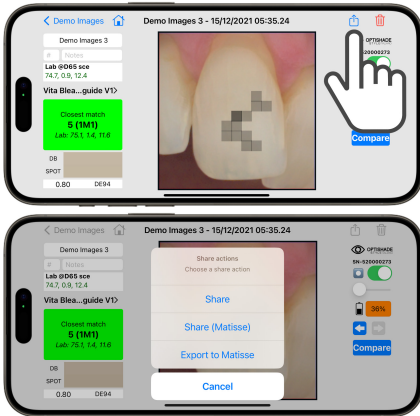 Demo Images
Demo Images 3 - 15/12/2021 05:35.24
Demo Images 3
OPTISHADE
#
Notes
Lab @D65 sce
74.7, 0.9, 12.4
Vita Blea...guide V1>
Closest match
5 (1M1)
Lab: 75.1, 1.4, 11.6
Compare
DB
SPOT
0.80
DE94
Demo Images
Demo Images 3 - 15/12/2021 05:35.24
Demo Images 3
OPTISHADE
SN-520000273
#
Notes
Lab @D65 sce
74.7, 0.9, 12.4
Vita Blea...guide V1>
Closest match
5 (1M1)
Lab: 75.1, 1.4, 11.6
36%
Compare
DB
SPOT
0.80
DE94
Share actions
Choose a share action
Share
Share (Matisse)
Export to Matisse
Cancel